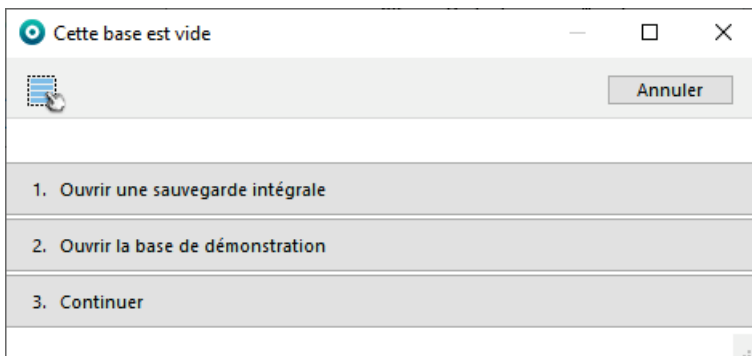 Cette base est vide
Annuler
1. Ouvrir une sauvegarde intégrale
2. Ouvrir la base de démonstration
3. Continuer